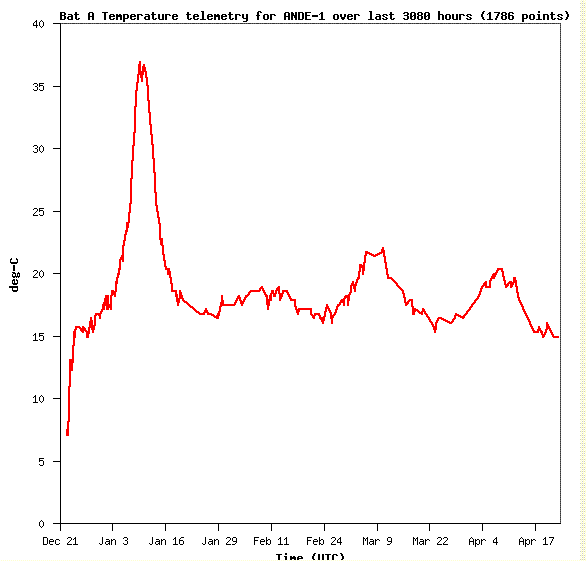 Bat A Temperature telemetry for ANDE-1 over last 3080 hours (1786 points)
40
35
30
25
20
15
10
5
0
deg-C
Dec 21 Jan 3 Jan 16 Jan 29 Feb 11 Feb 24 Mar 9 Mar 22 Apr 4 Apr 17
Time (UTC)